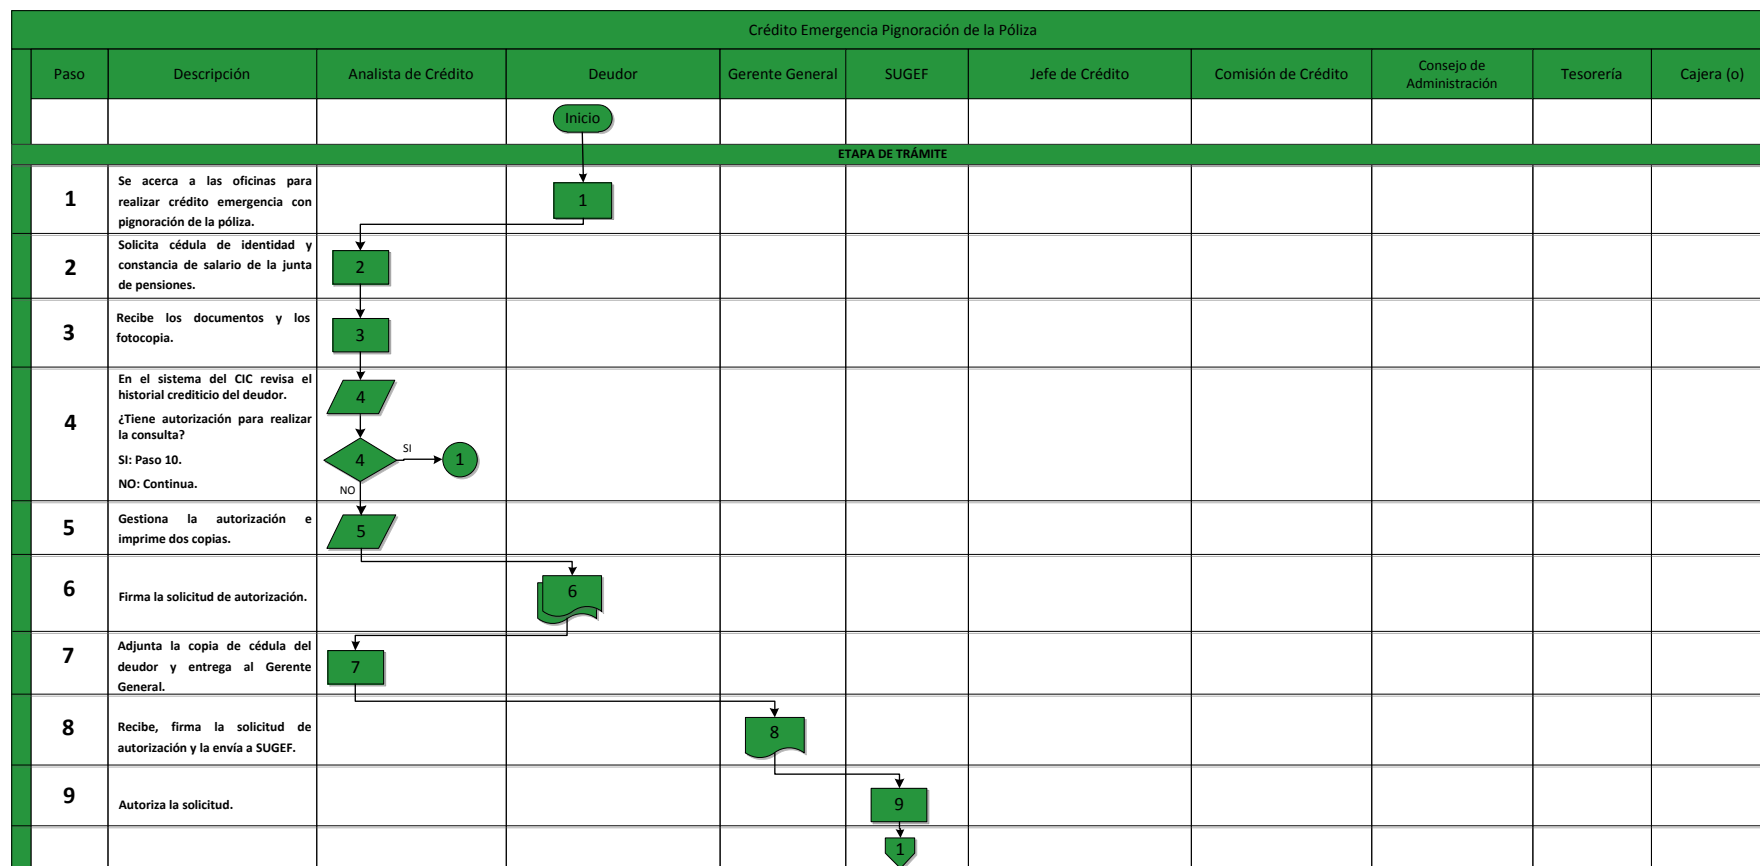 Crédito Emergencia Pignoración de la Póliza
Paso
Descripción
Analista de Crédito
Deudor
Gerente General
SUGEF
Jefe de Crédito
Comisión de Crédito
Consejo de
Administración
Tesorería
Cajera (o)
Inicio
ETAPA DE TRÁMITE
1
Se acerca a las oficinas para
realizar crédito emergencia con
pignoración de la póliza.
1
2
Solicita cédula de identidad y
constancia de salario de la junta
de pensiones.
2
3
Recibe los documentos y los
fotocopia.
3
4
En el sistema del CIC revisa el
historial crediticio del deudor.
¿Tiene autorización para realizar
la consulta?
SI: Paso 10.
NO: Continua.
4
4
SI
1
NO
5
Gestiona la autorización e
imprime dos copias.
5
6
Firma la solicitud de autorización.
6
7
Adjunta la copia de cédula del
deudor y entrega al Gerente
General.
7
8
Recibe, firma la solicitud de
autorización y la envía a SUGEF.
8
9
Autoriza la solicitud.
9
1